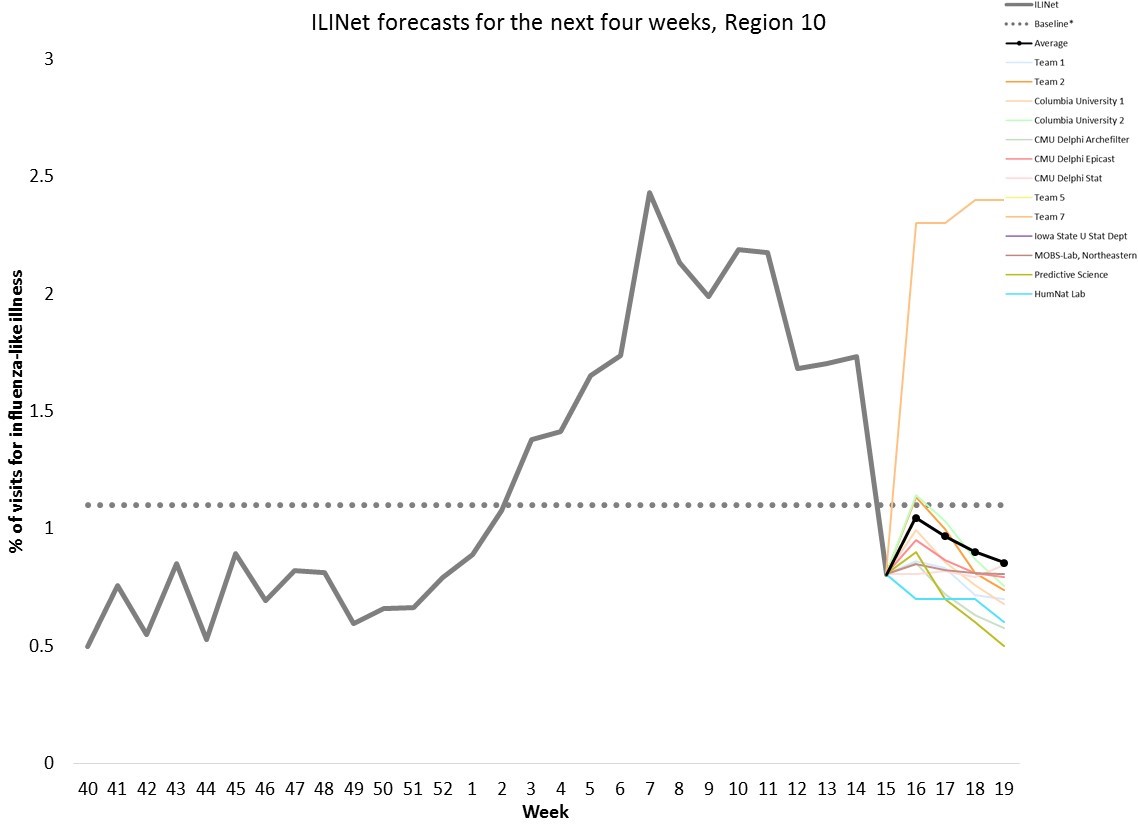 ILINet forecasts for the next four weeks, Region 10
ILINet
Baseline*
Average
Team 1
Team 2
Columbia University 1
Columbia University 2
CMU Delphi Archefilter
CMU Delphi Epicast
CMU Delphi Stat
Team 5
Team 7
Iowa State U Stat Dept
MOBS-Lab, Northeastern
Predictive Science
HumNat Lab
% of visits for influenza-like illness
3
2.5
2
1.5
1
0.5
0
40 41 42 43 44 45 46 47 48 49 50 51 52 1 2 3 4 5 6 7 8 9 10 11 12 13 14 15 16 17 18 19
Week